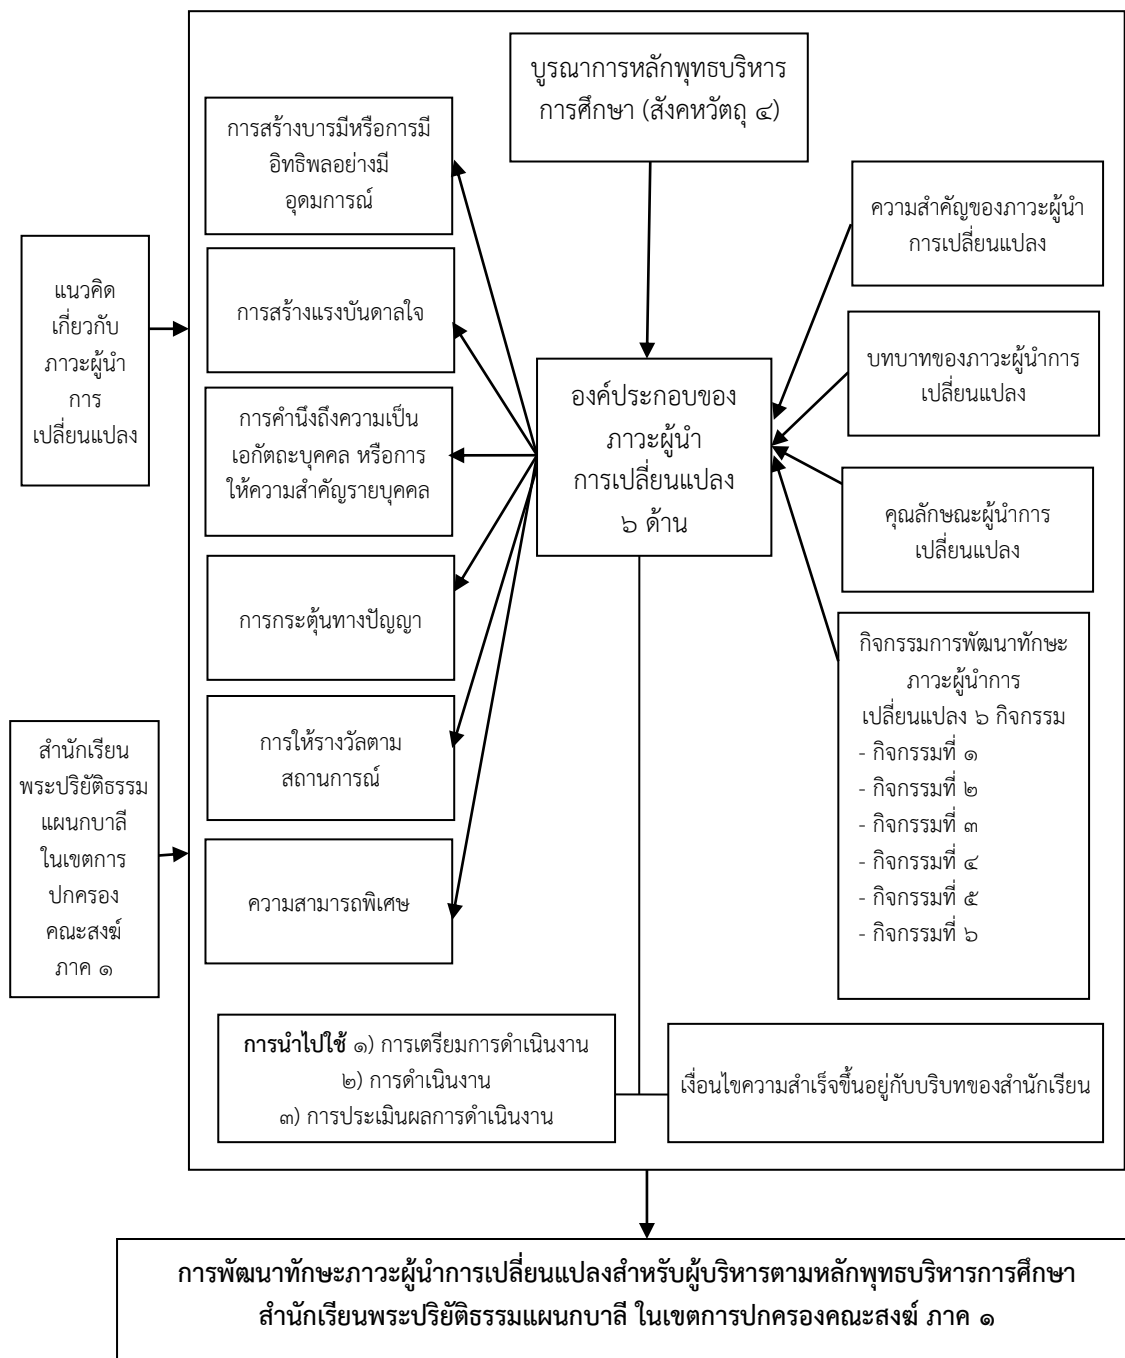 บูรณาการหลักพุทธบริหาร
การศึกษา (สังคหวัตถุ ๔)
การสร้างบารมีหรือการมี
อิทธิพลอย่างมี
อุดมการณ์
การสร้างแรงบันดาลใจ
การคำนึงถึงความเป็น
เอกัตถะบุคคล หรือการ
ให้ความสำคัญรายบุคคล
การกระตุ้นทางปัญญา
การให้รางวัลตาม
สถานการณ์
ความสามารถพิเศษ
แนวคิด
เกี่ยวกับ
ภาวะผู้นำ
การ
เปลี่ยนแปลง
สำนักเรียน
พระปริยัติธรรม
แผนกบาลี
ในเขตการ
ปกครอง
คณะสงฆ์
ภาค ๑
องค์ประกอบของ
ภาวะผู้นำ
การเปลี่ยนแปลง
๖ ด้าน
ความสำคัญของภาวะผู้นำ
การเปลี่ยนแปลง
บทบาทของภาวะผู้นำการ
เปลี่ยนแปลง
คุณลักษณะผู้นำการ
เปลี่ยนแปลง
กิจกรรมการพัฒนาทักษะ
ภาวะผู้นำการ
เปลี่ยนแปลง ๖ กิจกรรม
- กิจกรรมที่ ๑
- กิจกรรมที่ ๒
- กิจกรรมที่ ๓
- กิจกรรมที่ ๔
- กิจกรรมที่ ๕
- กิจกรรมที่ ๖
การนำไปใช้ ๑) การเตรียมการดำเนินงาน
๒) การดำเนินงาน
๓) การประเมินผลการดำเนินงาน
เงื่อนไขความสำเร็จขึ้นอยู่กับบริบทของสำนักเรียน
การพัฒนาทักษะภาวะผู้นำการเปลี่ยนแปลงสำหรับผู้บริหารตามหลักพุทธบริหารการศึกษา
สำนักเรียนพระปริยัติธรรมแผนกบาลี ในเขตการปกครองคณะสงฆ์ ภาค ๑